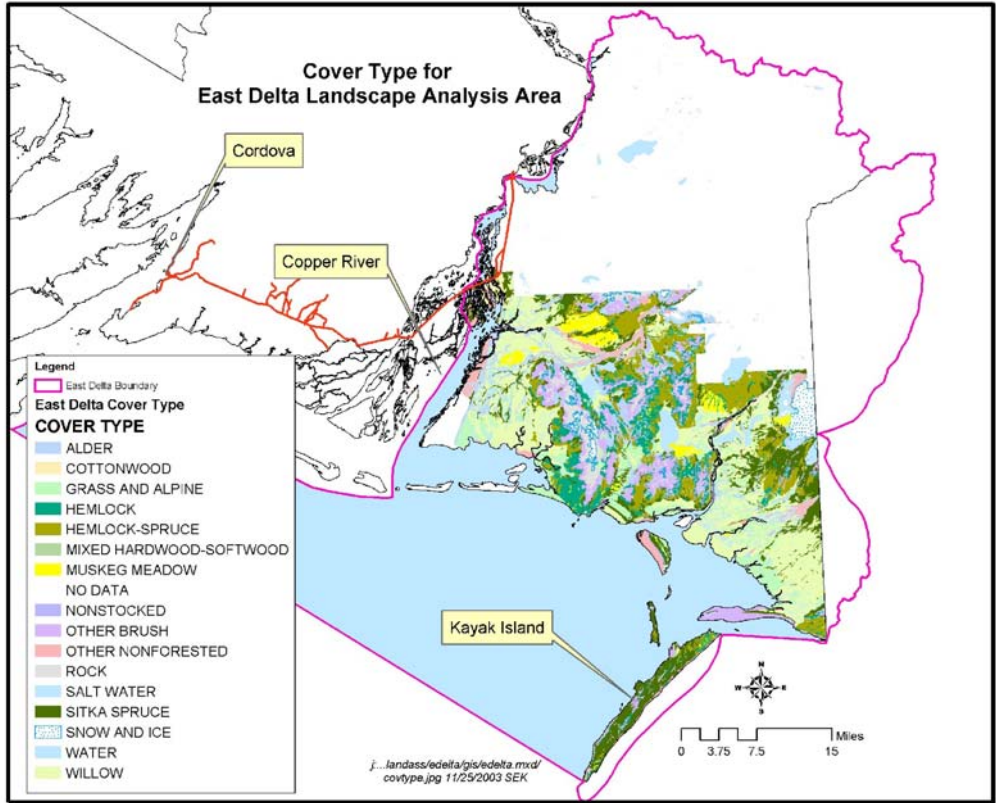 Cover Type for
East Delta Landscape Analysis Area
Cordova
Copper River
Legend
East Delta Boundary
East Delta Cover Type
COVER TYPE
ALDER
COTTONWOOD
GRASS AND ALPINE
HEMLOCK
HEMLOCK-SPRUCE
MIXED HARDWOOD-SOFTWOOD
MUSKEG MEADOW
NO DATA
NONSTOCKED
OTHER BRUSH
OTHER NONFORESTED
ROCK
SALT WATER
SITKA SPRUCE
SNOW AND ICE
WATER
WILLOW
Kayak Island
N
W E
S
Miles
0 3.75 7.5 15
j:...landass/edelta/gis/edelta.mxd/
covtype.jpg 11/25/2003 SEK